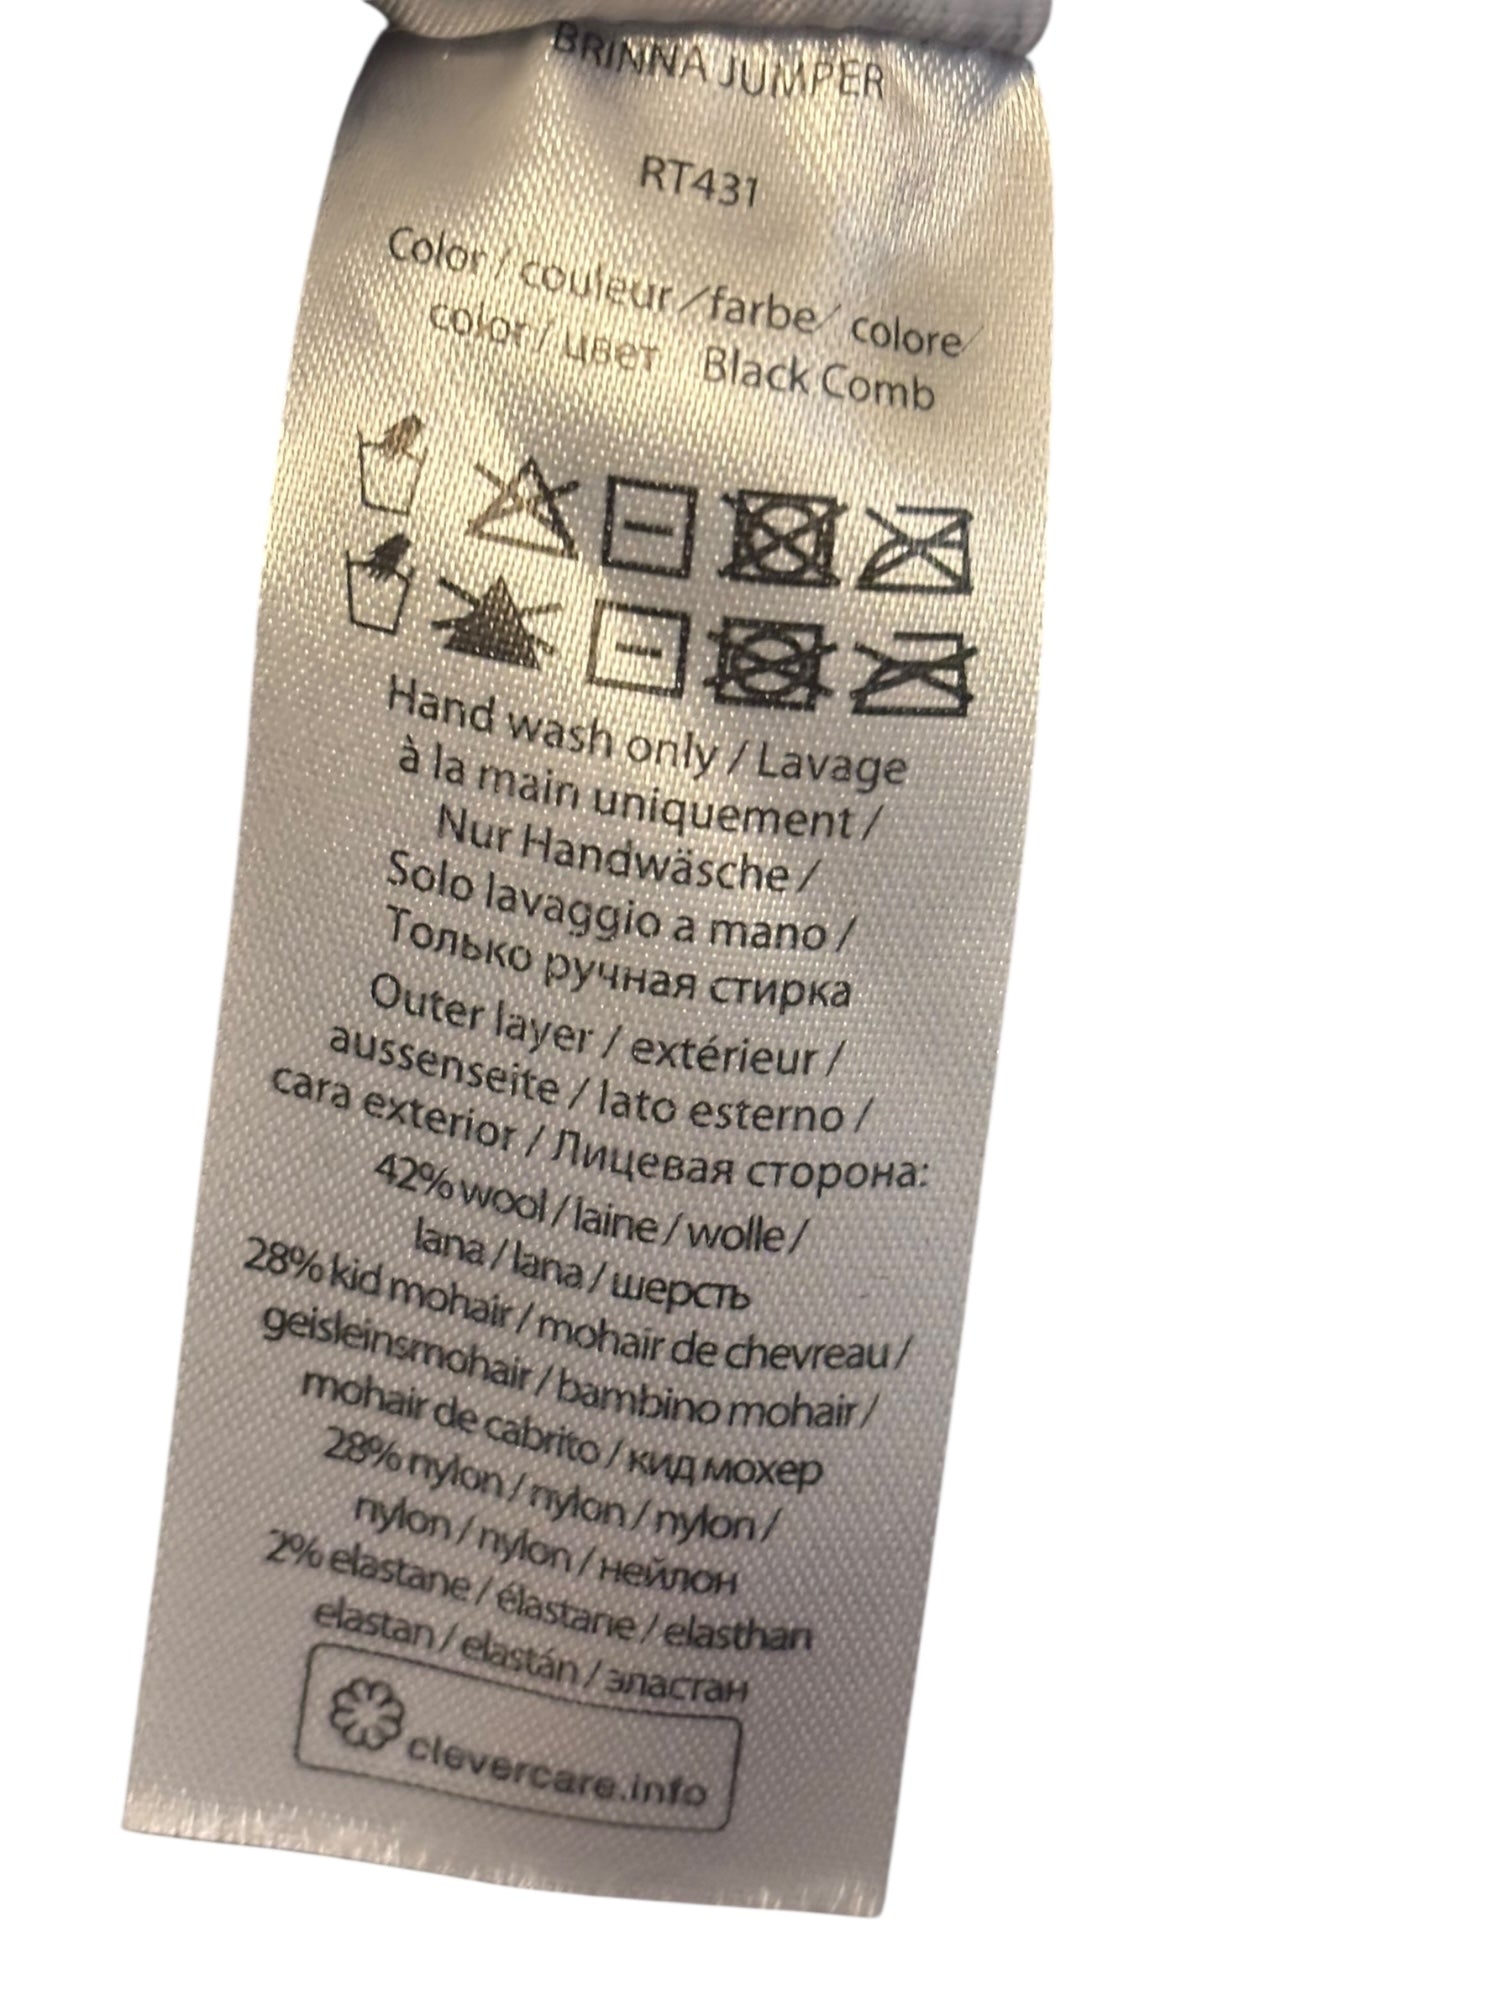 BRINNA JUMPER
RT431
Color / couleur / farbe / colore /
color / цвет Black Comb
Hand wash only / Lavage
à la main uniquement /
Nur Handwäsche /
Solo lavaggio a mano /
Только ручная стирка
Outer layer / extérieur /
aussenseite / lato esterno /
cara exterior / Лицевая сторона:
42% wool / laine / wolle /
lana / lana / шерсть
28% kid mohair / mohair de chevreau /
geisleinsmohair / bambino mohair /
mohair de cabrito / кид мохер
28% nylon / nylon / nylon /
nylon / nylon / нейлон
2% elastane / élastane / elasthan
elastan / elastán / эластан
clevercare.info